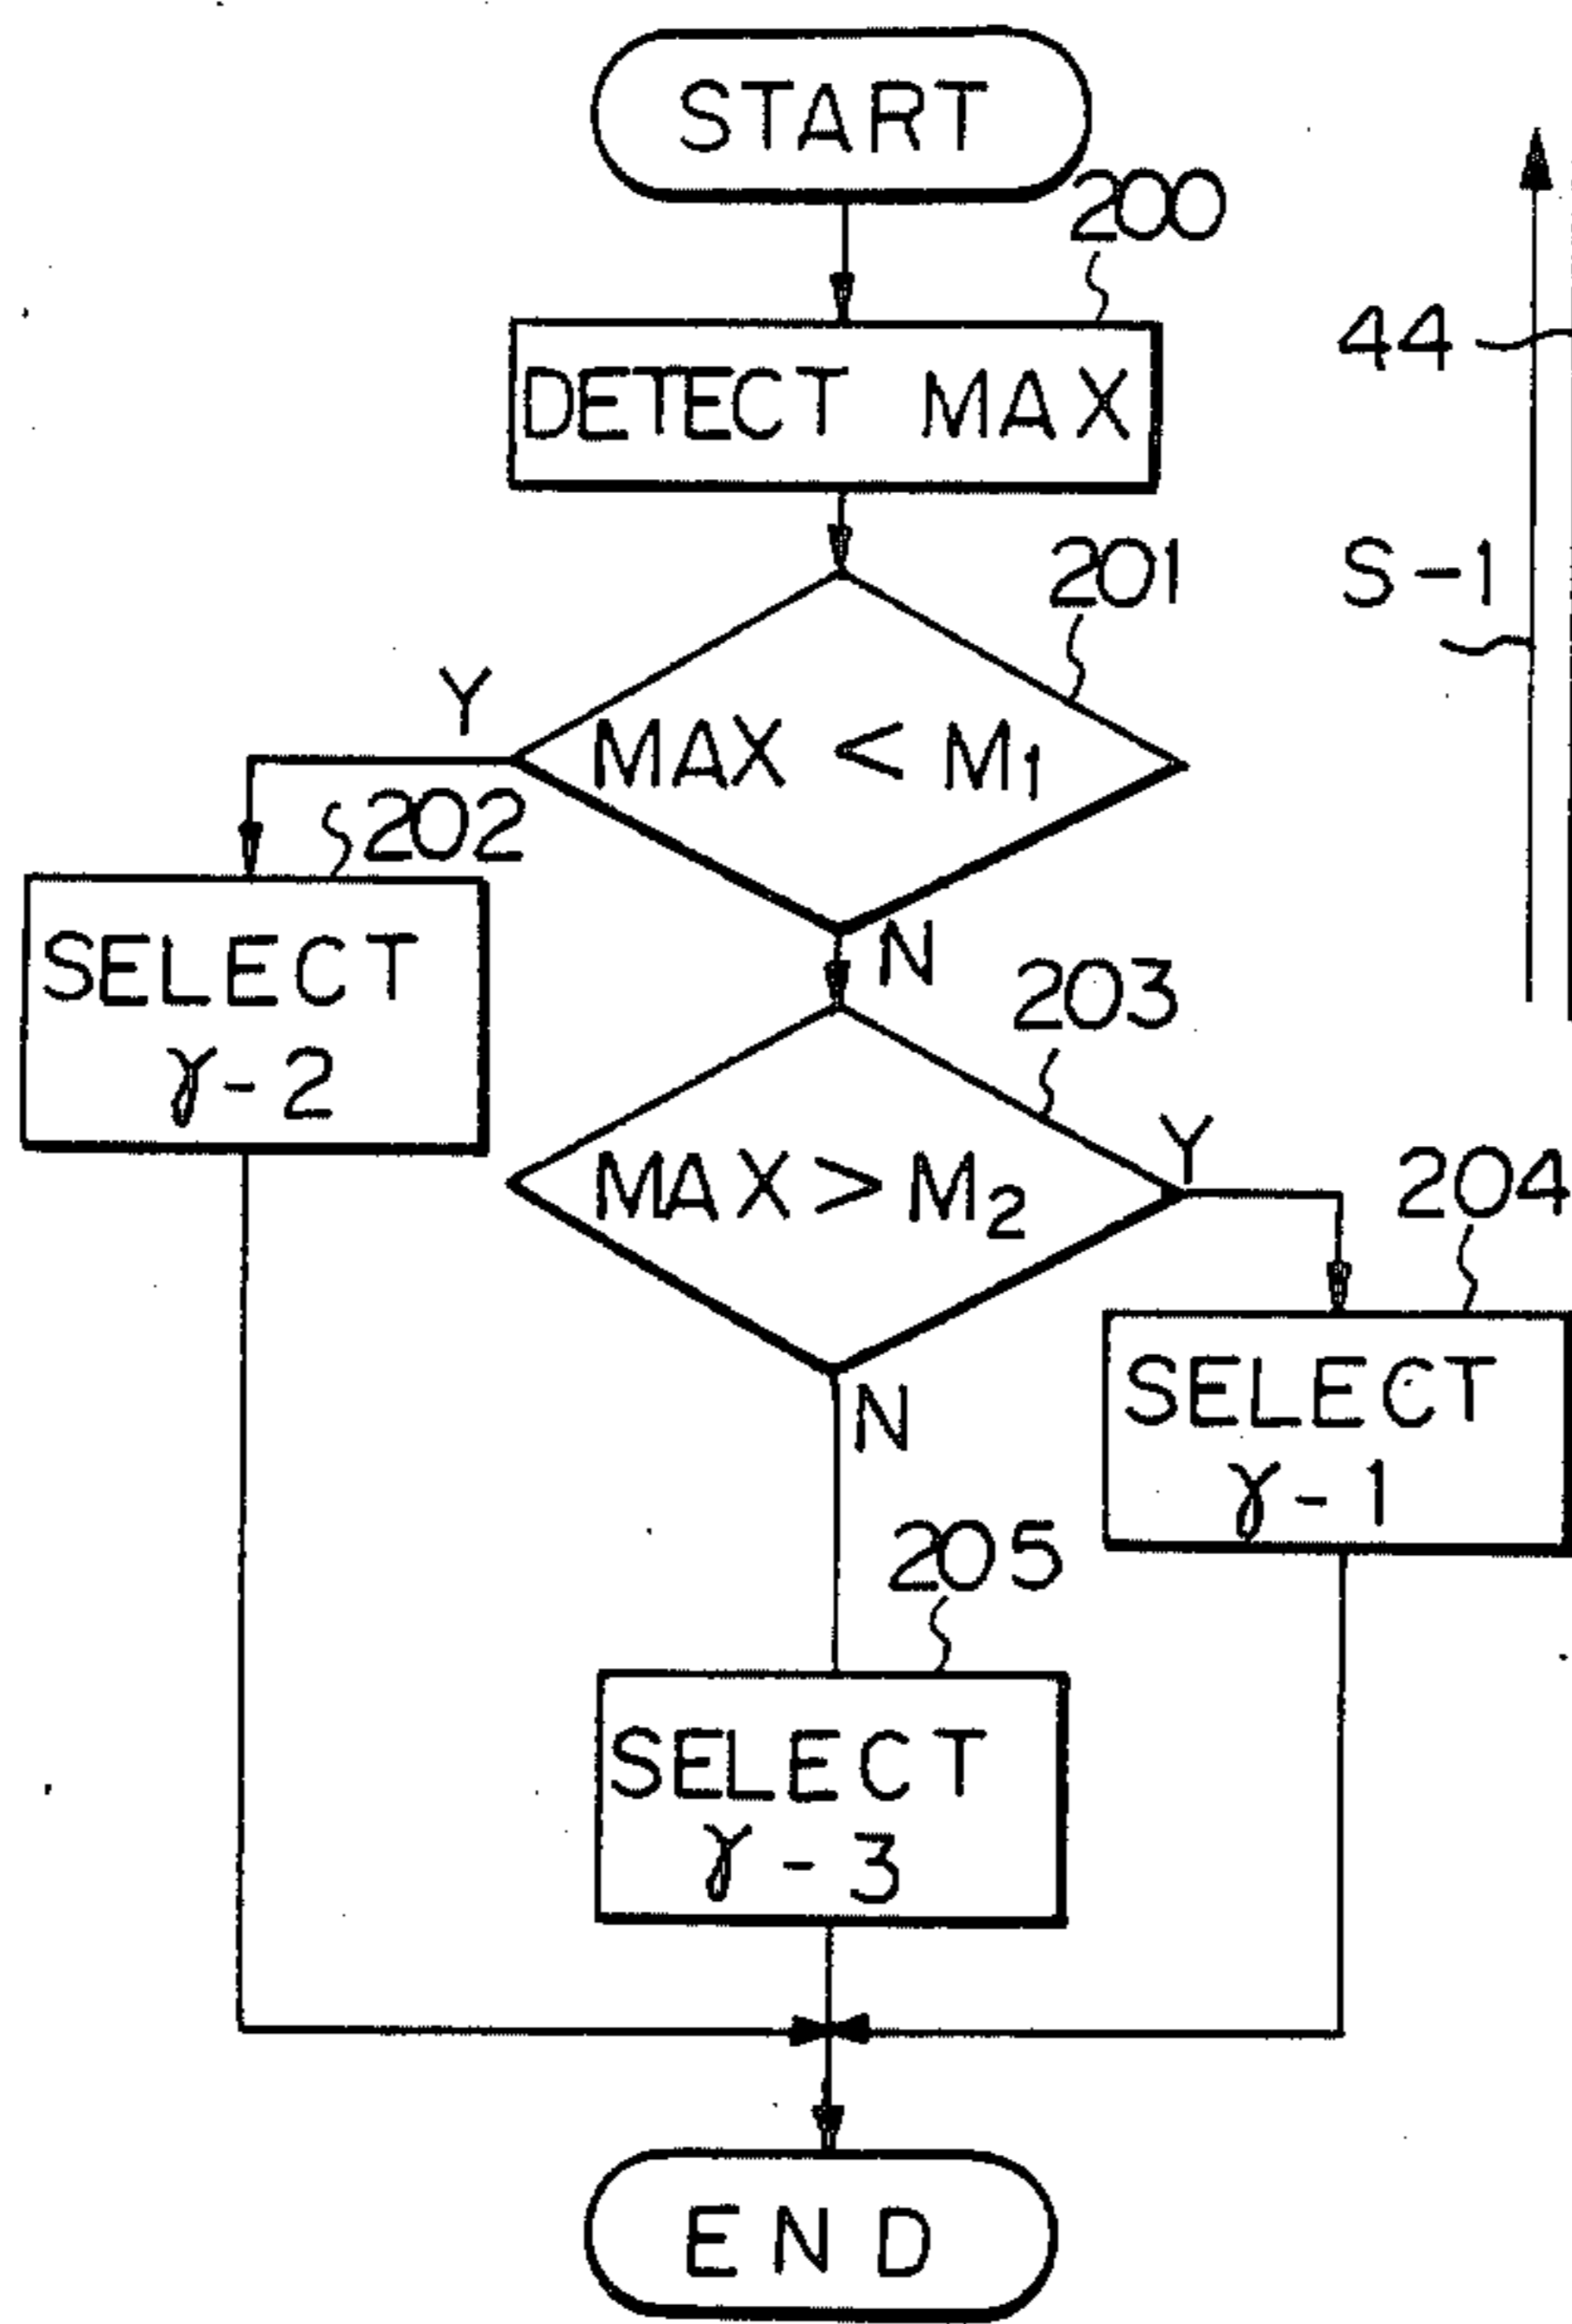 START
200
DETECT MAX
44
201
S-1
Y
MAX < M1
202
SELECT
γ-2
N
203
MAX > M2
Y
204
SELECT
γ-1
N
205
SELECT
γ-3
END